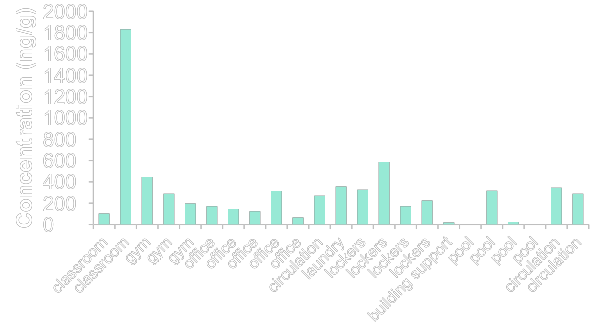 Concentration (ng/g)
2000
1800
1600
1400
1200
1000
800
600
400
200
0
classroom
classroom
gym
gym
gym
office
office
office
office
office
circulation
laundry
lockers
lockers
lockers
lockers
building support
pool
pool
pool
pool
circulation
circulation